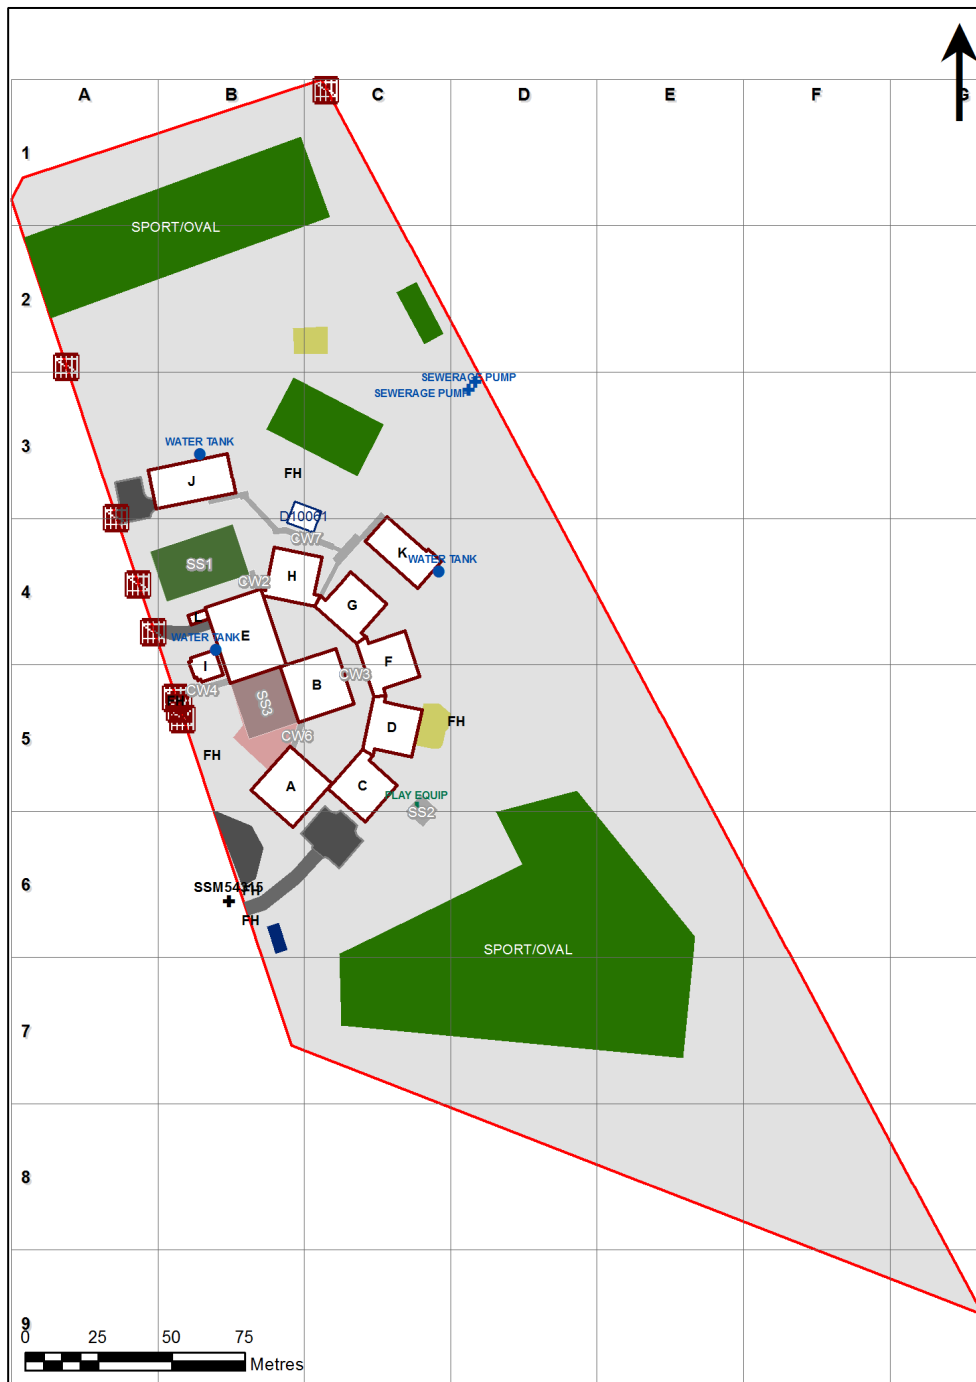 A B C D E F G
1
SPORT/OVAL
2
SEWERAGE PUMP
SEWERAGE PUMP
3
WATER TANK
FH
J
D10061
CW7
K
WATER TANK
SS1
H
CW2
4
G
L
E
WATER TANK
F
I
B
CW3
CW4
SS3
FH
FH
D
CW6
5
FH
A
C
PLAY EQUIP
SS2
6
SSM54315
FH
FH
SPORT/OVAL
7
8
9
0 25 50 75
Metres